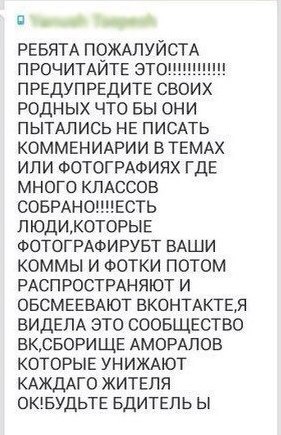 РЕБЯТА ПОЖАЛУЙСТА
ПРОЧИТАЙТЕ ЭТО!!!!!!!!!!!!
ПРЕДУПРЕДИТЕ СВОИХ
РОДНЫХ ЧТО БЫ ОНИ
ПЫТАЛИСЬ НЕ ПИСАТЬ
КОММЕНИАРИИ В ТЕМАХ
ИЛИ ФОТОГРАФИЯХ ГДЕ
МНОГО КЛАССОВ
СОБРАНО!!!!ЕСТЬ
ЛЮДИ,КОТОРЫЕ
ФОТОГРАФИРУБТ ВАШИ
КОММЫ И ФОТКИ ПОТОМ
РАСПРОСТРАНЯЮТ И
ОБСМЕЕВАЮТ ВКОНТАКТЕ,Я
ВИДЕЛА ЭТО СООБЩЕСТВО
ВК,СБОРИЩЕ АМОРАЛОВ
КОТОРЫЕ УНИЖАЮТ
КАЖДАГО ЖИТЕЛЯ
ОК!БУДЬТЕ БДИТЕЛЬ Ы